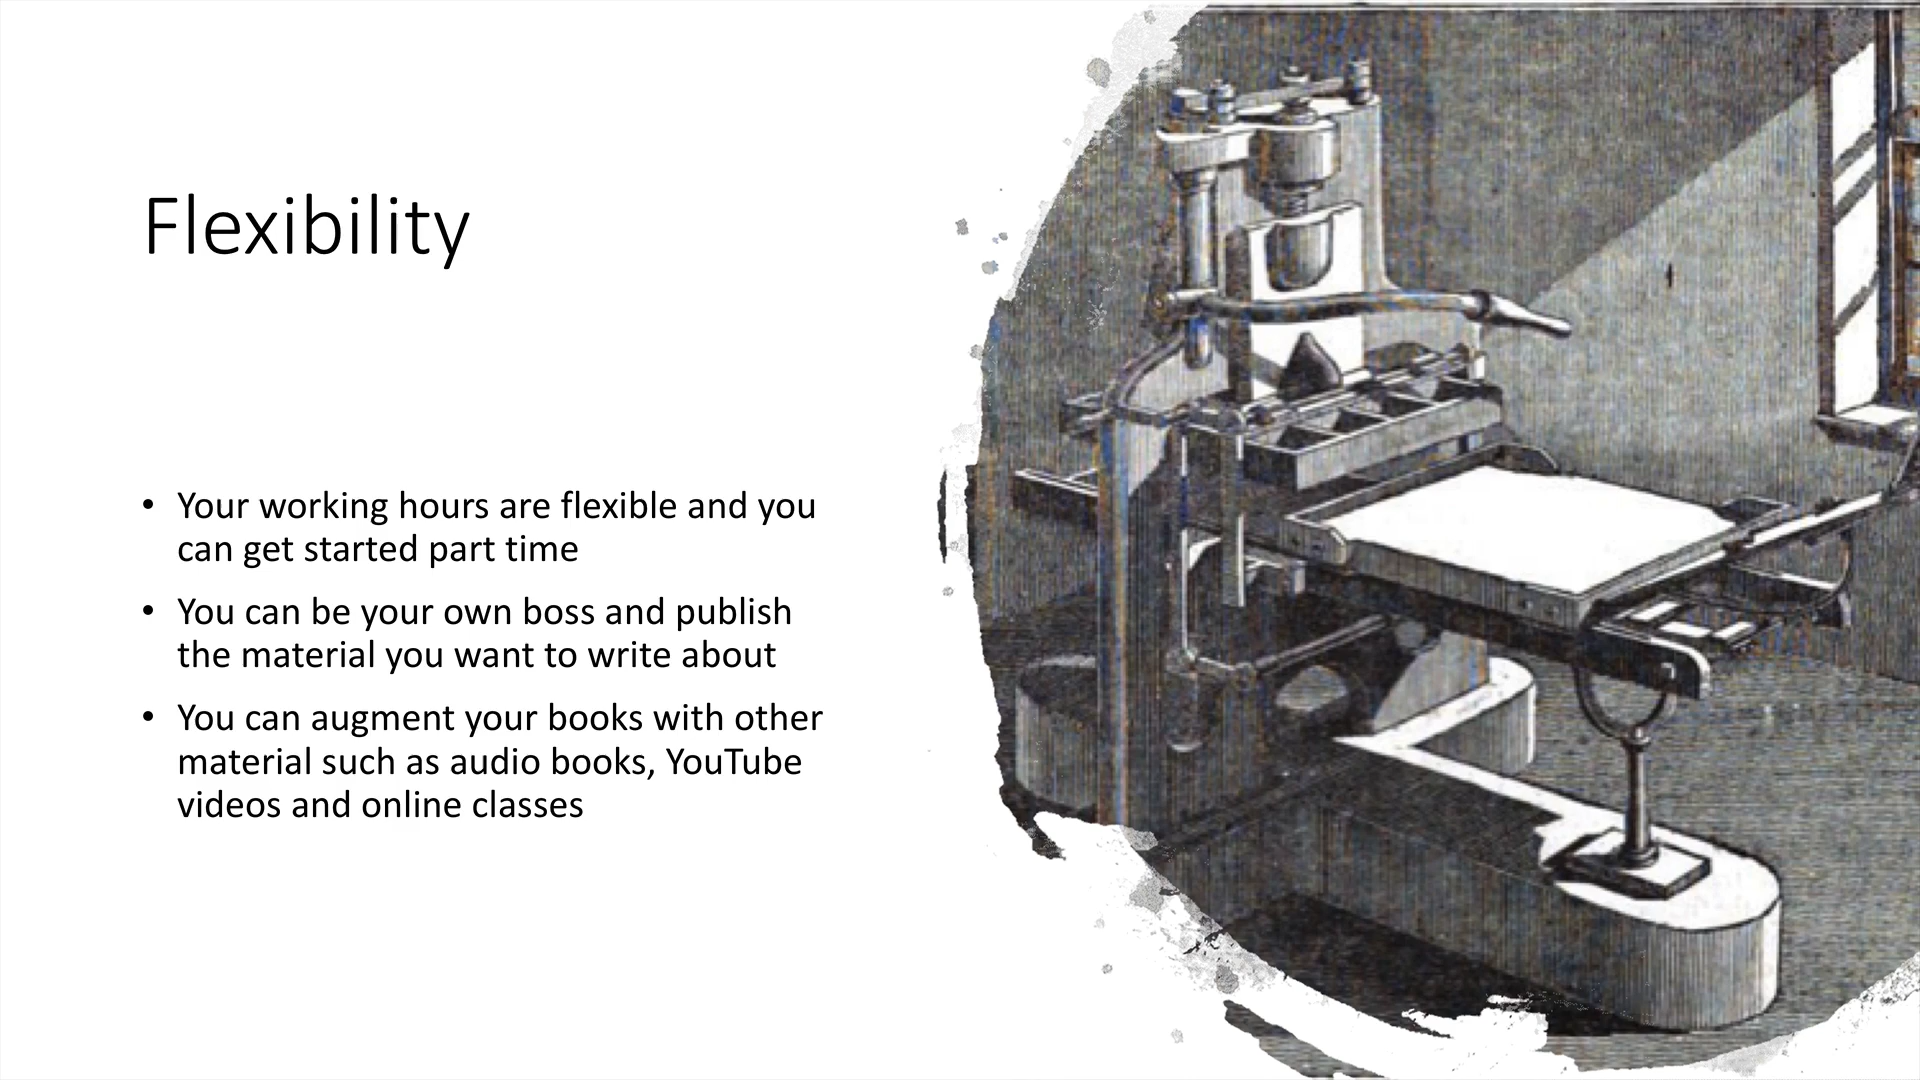 Flexibility
• Your working hours are flexible and you
can get started part time
• You can be your own boss and publish
the material you want to write about
• You can augment your books with other
material such as audio books, YouTube
videos and online classes